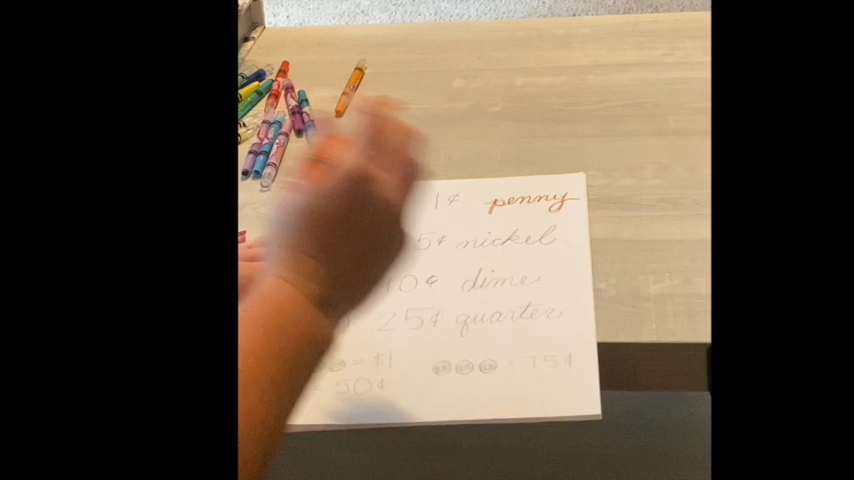 1¢ penny
5¢ nickel
10¢ dime
25¢ quarter
= $1
= 75¢
= 50¢